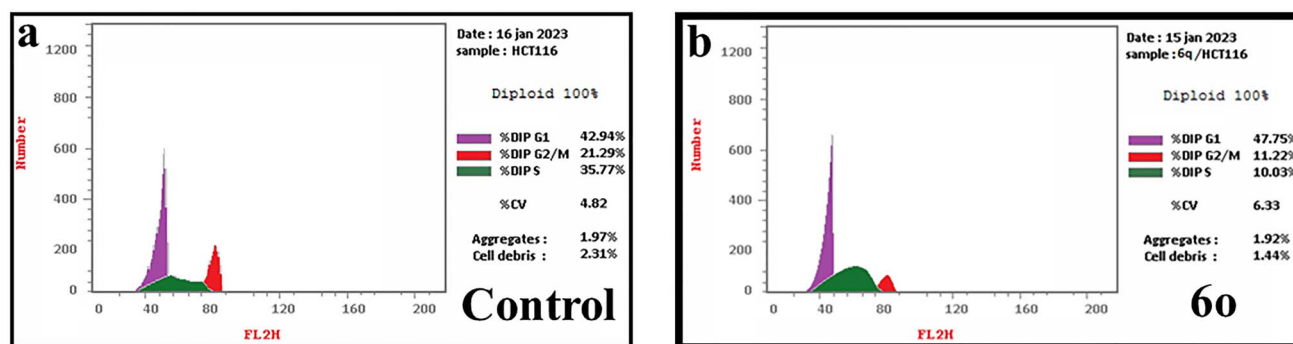 a
Date : 16 jan 2023
sample : HCT116
Diploid 100%
%DIP G1 42.94%
%DIP G2/M 21.29%
%DIP S 35.77%
%CV 4.82
Aggregates : 1.97%
Cell debris : 2.31%
Number
1200
800
600
400
200
0
0 40 80 120 160 200
FL2H
Control
b
Date : 15 jan 2023
sample :6q/HCT116
Diploid 100%
%DIP G1 47.75%
%DIP G2/M 11.22%
%DIP S 10.03%
%CV 6.33
Aggregates : 1.92%
Cell debris : 1.44%
Number
1200
800
600
400
200
0
0 40 80 120 160 200
FL2H
6o